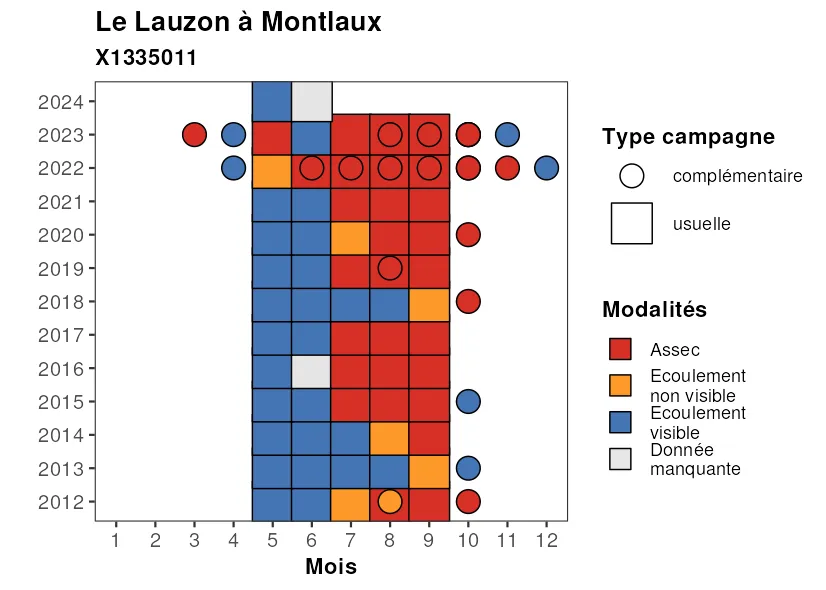 Le Lauzon à Montlaux
X1335011
2024
2023
2022
2021
2020
2019
2018
2017
2016
2015
2014
2013
2012
1 2 3 4 5 6 7 8 9 10 11 12
Mois
Type campagne
complémentaire
usuelle
Modalités
Assec
Ecoulement
non visible
Ecoulement
visible
Donnée
manquante